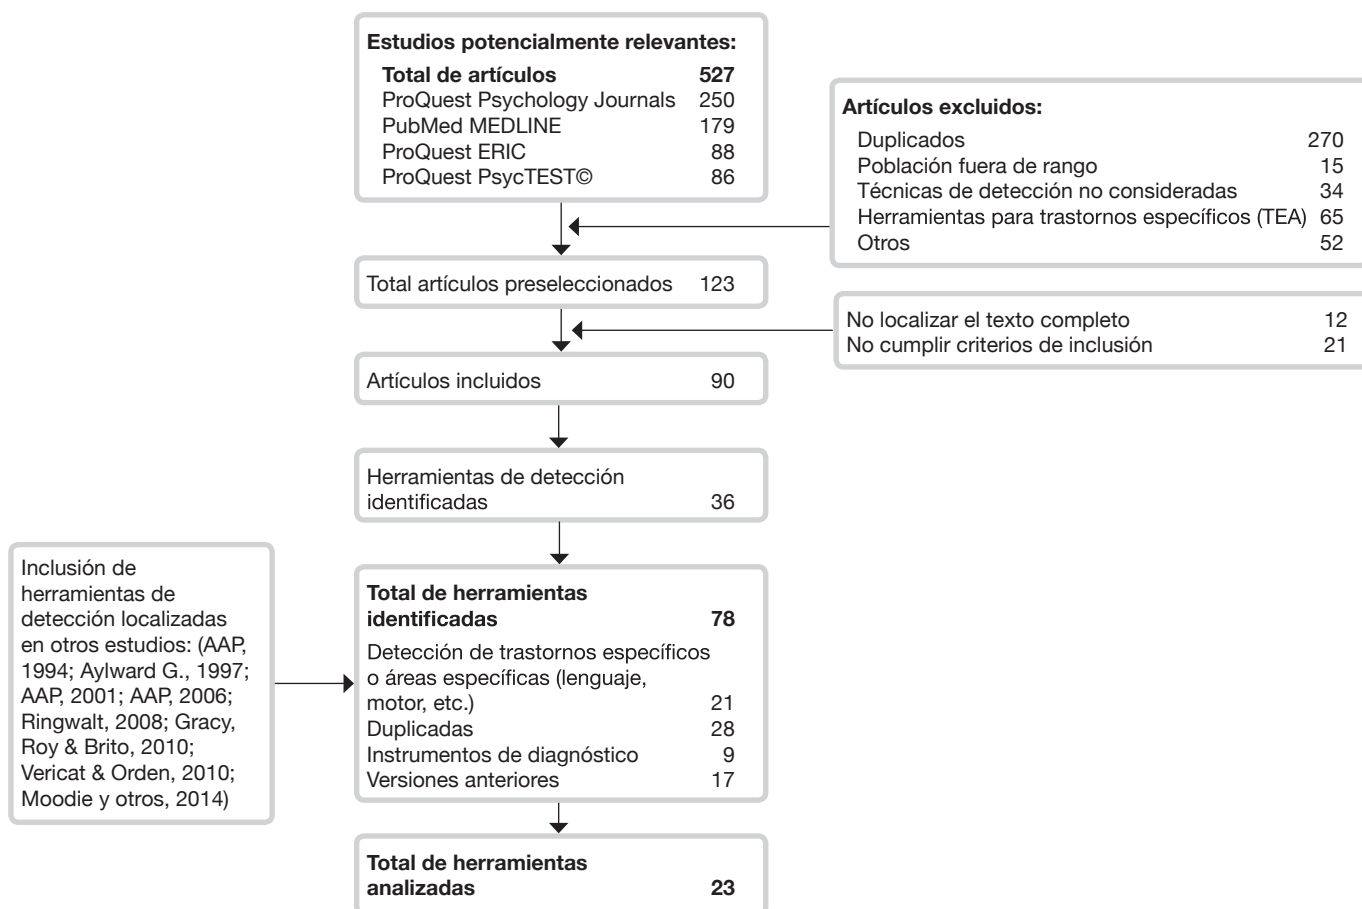 Estudios potencialmente relevantes:
Total de artículos 527
ProQuest Psychology Journals 250
PubMed MEDLINE 179
ProQuest ERIC 88
ProQuest PsycTEST© 86
Artículos excluidos:
Duplicados 270
Población fuera de rango 15
Técnicas de detección no consideradas 34
Herramientas para trastornos específicos (TEA) 65
Otros 52
Total artículos preseleccionados 123
No localizar el texto completo 12
No cumplir criterios de inclusión 21
Artículos incluidos 90
Herramientas de detección
identificadas 36
Inclusión de
herramientas de
detección localizadas
en otros estudios: (AAP,
1994; Aylward G., 1997;
AAP, 2001; AAP, 2006;
Ringwalt, 2008; Gracy,
Roy & Brito, 2010;
Vericat & Orden, 2010;
Moodie y otros, 2014)
Total de herramientas
identificadas 78
Detección de trastornos específicos
o áreas específicas (lenguaje,
motor, etc.) 21
Duplicadas 28
Instrumentos de diagnóstico 9
Versiones anteriores 17
Total de herramientas
analizadas 23